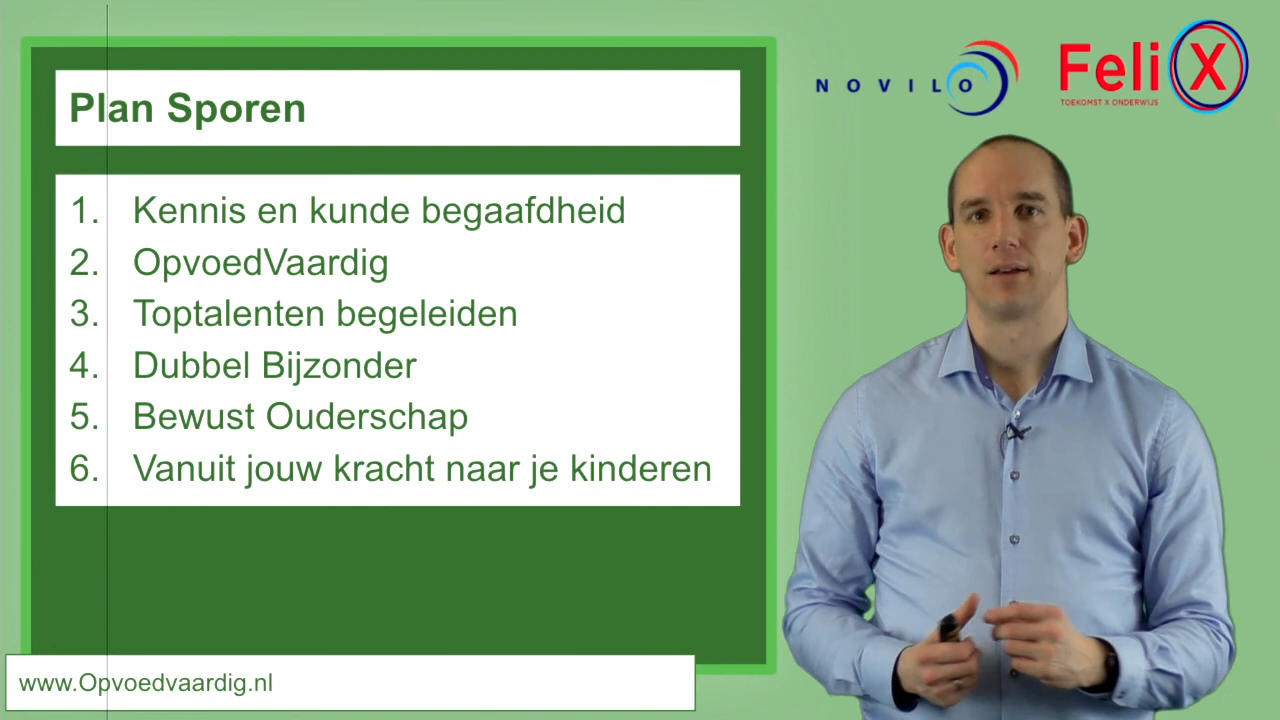 Plan Sporen
1. Kennis en kunde begaafdheid
2. OpvoedVaardig
3. Toptalenten begeleiden
4. Dubbel Bijzonder
5. Bewust Ouderschap
6. Vanuit jouw kracht naar je kinderen
www.Opvoedvaardig.nl
NOVILO
FeliX
TOEKOMST X ONDERWIJS